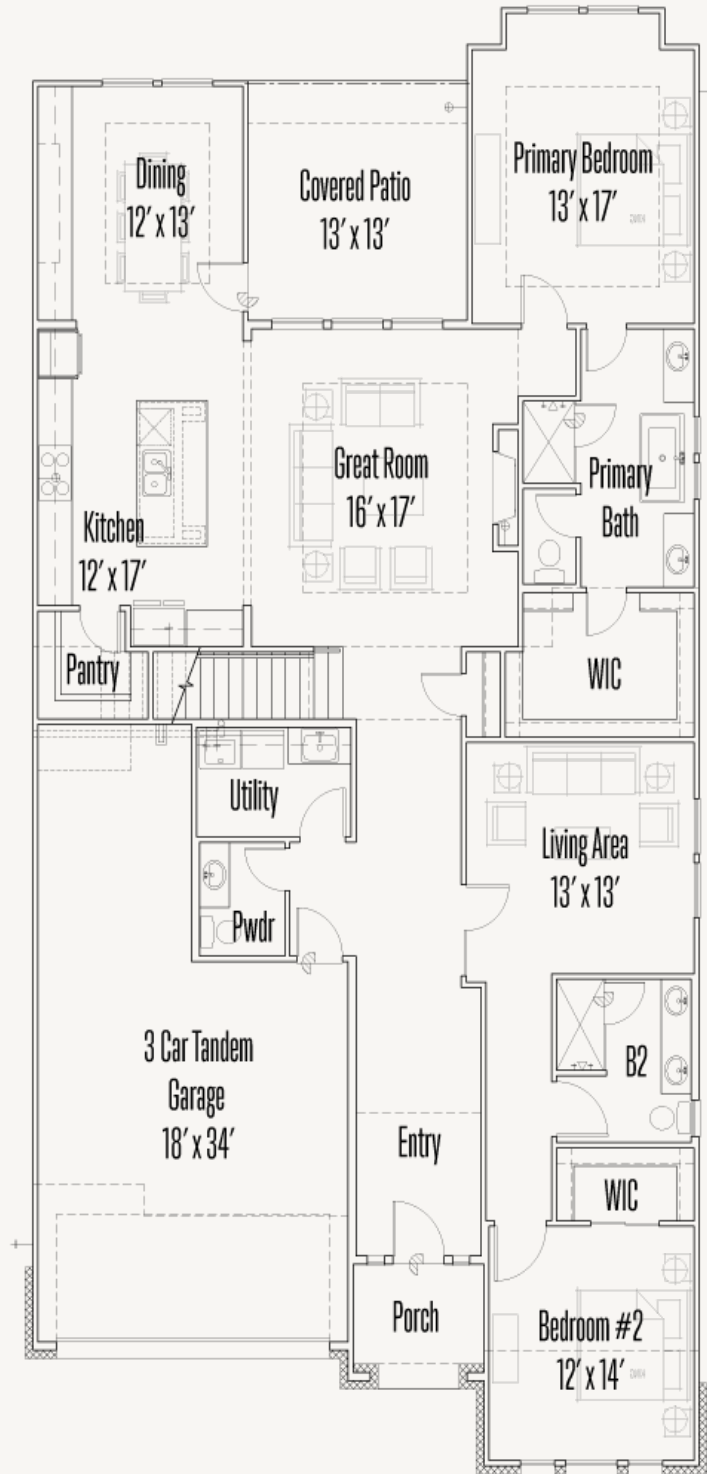 Dining
12' x 13'
Covered Patio
13' x 13'
Primary Bedroom
13' x 17'
Great Room
16' x 17'
Primary
Bath
Kitchen
12' x 17'
Pantry
WIC
Utility
Living Area
13' x 13'
Pwdr
3 Car Tandem
Garage
18' x 34'
B2
Entry
WIC
Porch
Bedroom #2
12' x 14'